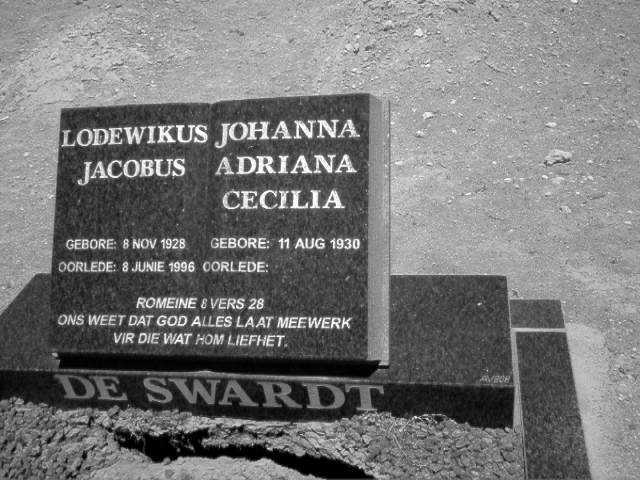 LODEWIKUS
JACOBUS
GEBORE: 8 NOV 1928
OORLEDE: 8 JUNIE 1996
JOHANNA
ADRIANA
CECILIA
GEBORE: 11 AUG 1930
OORLEDE:
ROMEINE 8 VERS 28
ONS WEET DAT GOD ALLES LAAT MEEWERK
VIR DIE WAT HOM LIEFHET.
DE SWARDT